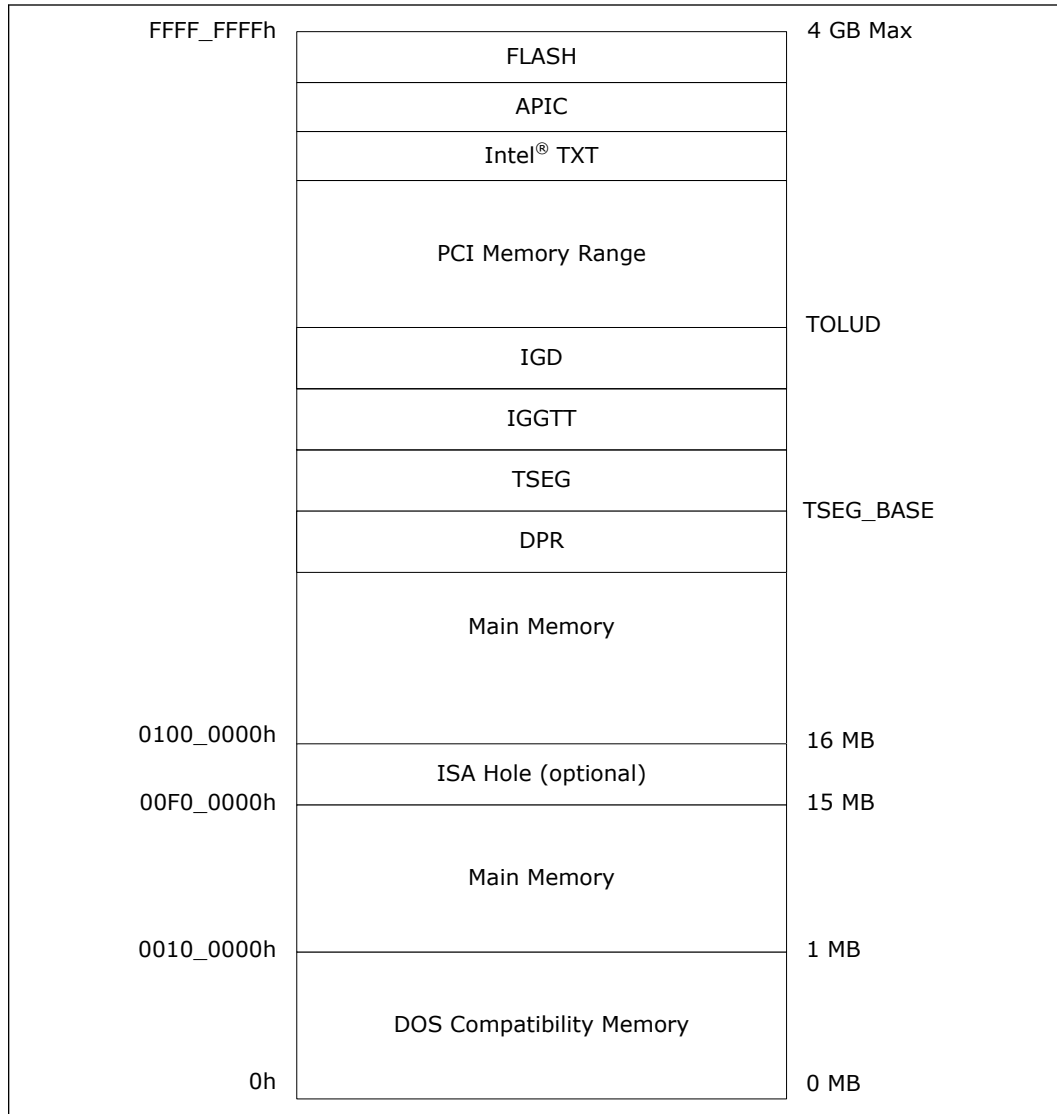 FFFF_FFFFh 4 GB Max
FLASH
APIC
Intel® TXT
PCI Memory Range
TOLUD
IGD
IGGTT
TSEG
TSEG_BASE
DPR
Main Memory
0100_0000h 16 MB
ISA Hole (optional)
00F0_0000h 15 MB
Main Memory
0010_0000h 1 MB
DOS Compatibility Memory
0h 0 MB